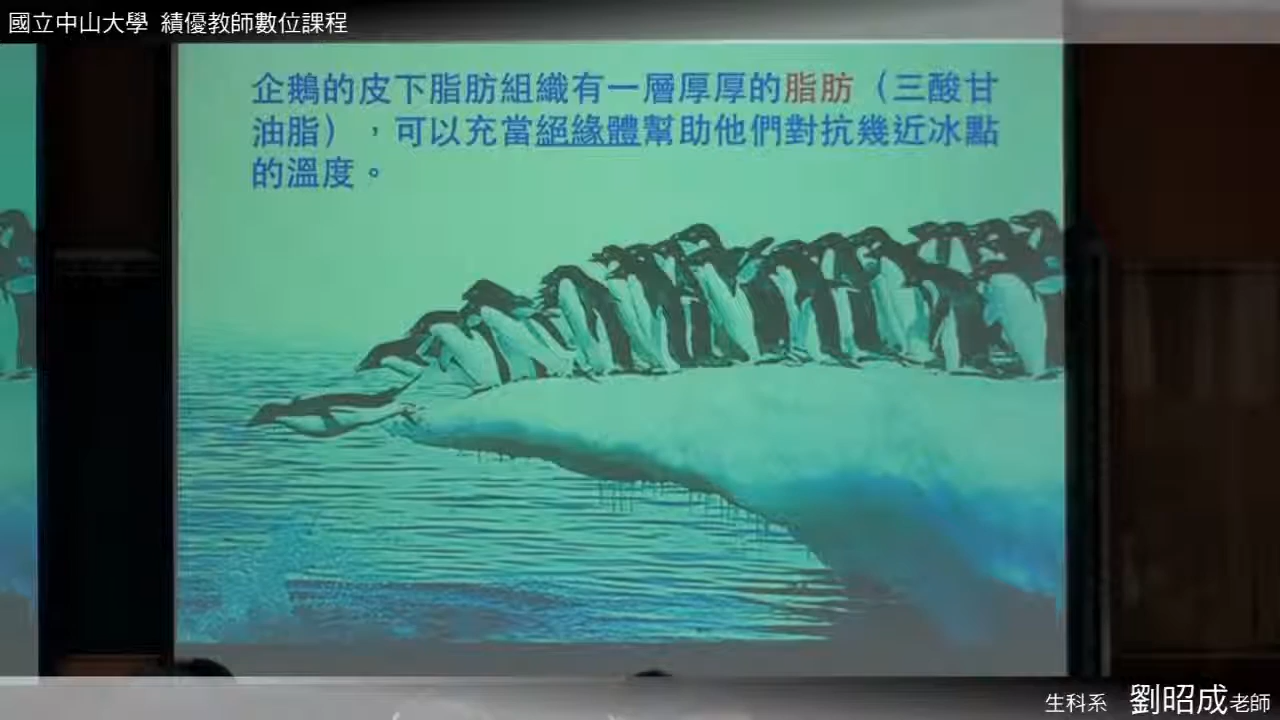 國立中山大學 績優教師數位課程
企鵝的皮下脂肪組織有一層厚厚的脂肪（三酸甘
油脂），可以充當絕緣體幫助他們對抗幾近冰點
的溫度。
生科系 劉昭成老師